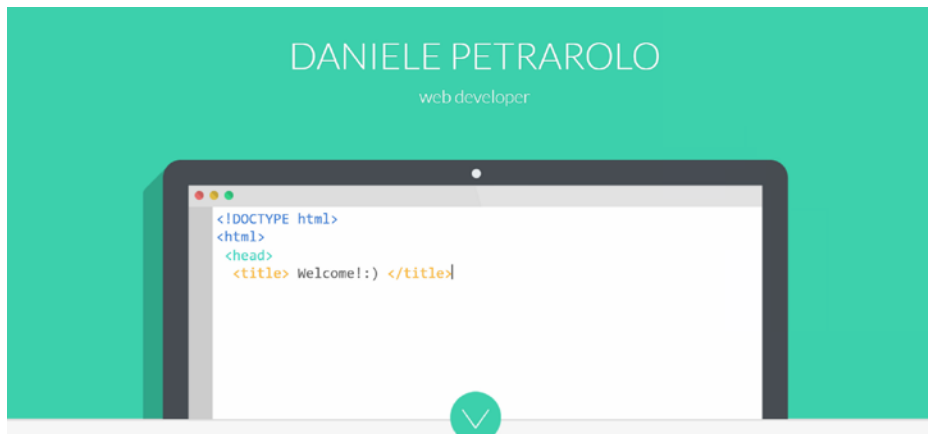 DANIELE PETRAROLO
web developer
<!DOCTYPE html>
<html>
<head>
<title> Welcome!:) </title>